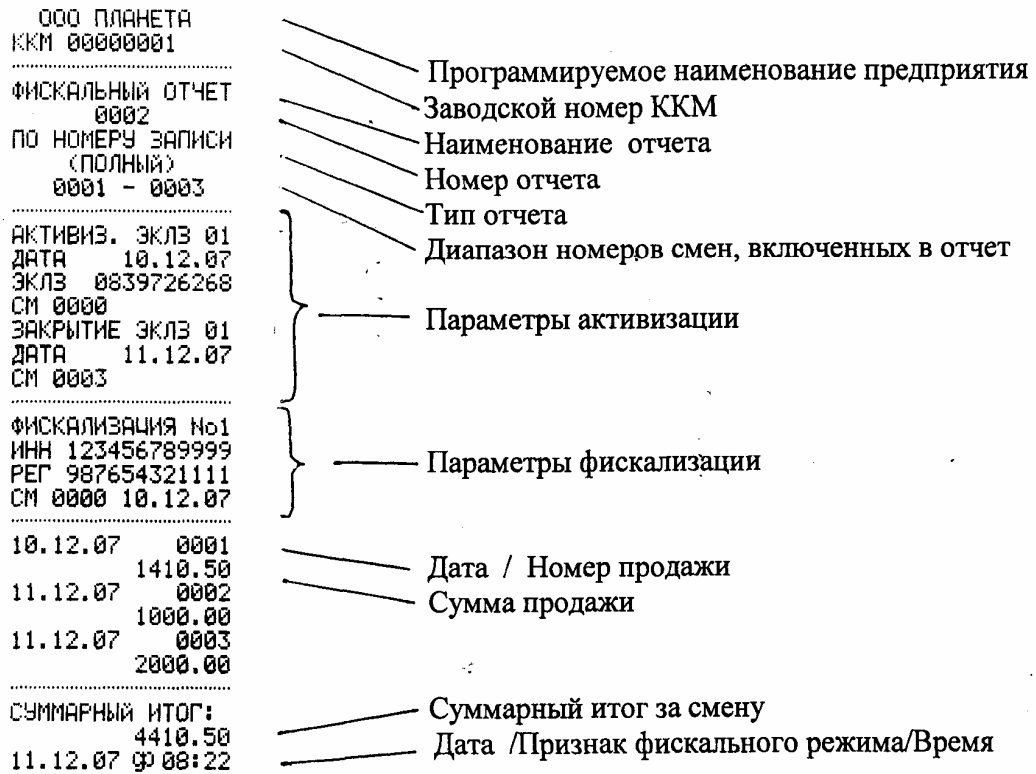 ООО ПЛАНЕТА
ККМ 00000001
ФИСКАЛЬНЫЙ ОТЧЕТ
0002
ПО НОМЕРУ ЗАПИСИ
(ПОЛНЫЙ)
0001 - 0003
АКТИВИЗ. ЭКЛЗ 01
ДАТА 10.12.07
ЭКЛЗ 0839726268
СМ 0000
ЗАКРЫТИЕ ЭКЛЗ 01
ДАТА 11.12.07
СМ 0003
ФИСКАЛИЗАЦИЯ No1
ИНН 123456789999
РЕГ 987654321111
СМ 0000 10.12.07
10.12.07 0001
1410.50
11.12.07 0002
1000.00
11.12.07 0003
2000.00
СУММАРНЫЙ ИТОГ:
4410.50
11.12.07 Ф 08:22
Программируемое наименование предприятия
Заводской номер ККМ
Наименование отчета
Номер отчета
Тип отчета
Диапазон номеров смен, включенных в отчет
Параметры активизации
Параметры фискализации
Дата / Номер продажи
Сумма продажи
Суммарный итог за смену
Дата /Признак фискального режима/Время